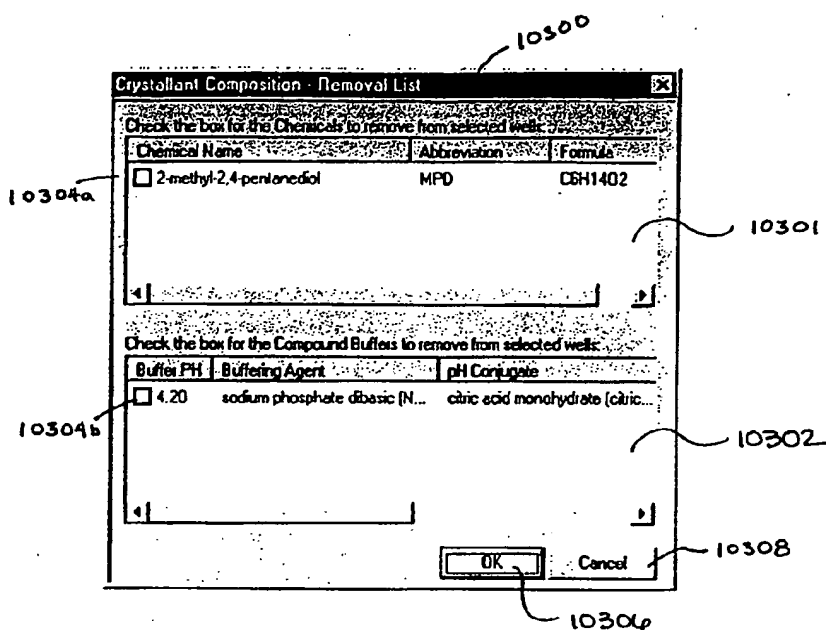 10300
Crystallant Composition - Removal List
Check the box for the Chemicals to remove from selected wells:
Chemical Name Abbreviation Formula
10304a
2-methyl-2,4-pentanediol MPD C6H14O2
10301
Check the box for the Compound Buffers to remove from selected wells:
Buffer PH Buffering Agent pH Conjugate
4.20 sodium phosphate dibasic (N... citric acid monohydrate (citric...
10304b
10302
OK Cancel
10308
10306